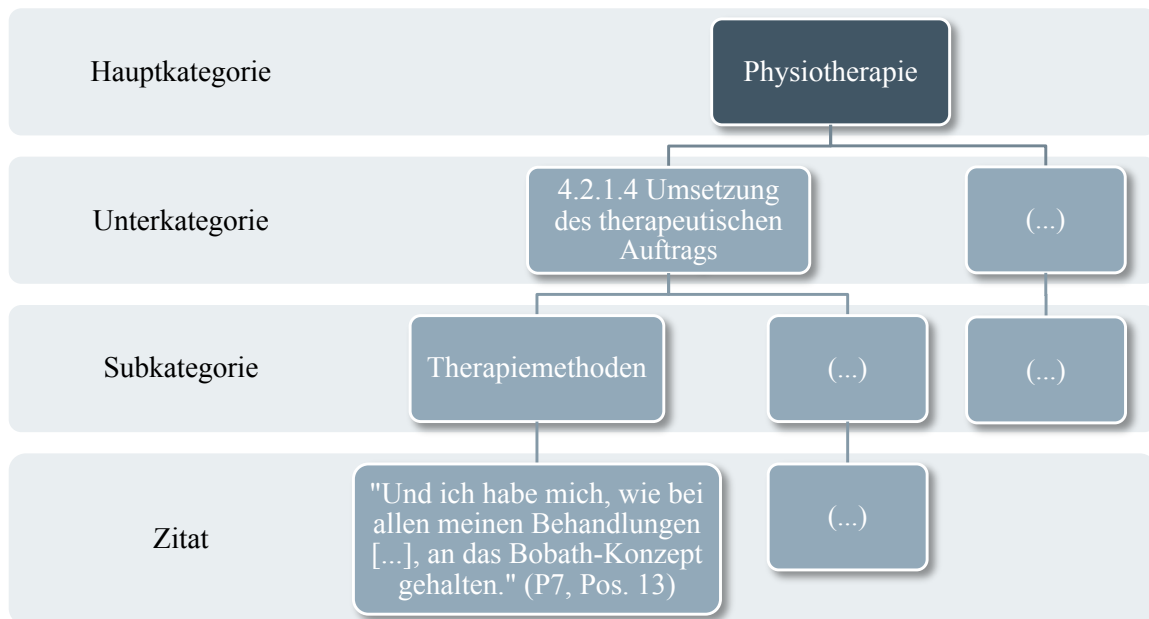 Hauptkategorie
Physiotherapie
Unterkategorie
4.2.1.4 Umsetzung
des therapeutischen
Auftrags
(...)
Subkategorie
Therapiemethoden
(...)
(...)
Zitat
"Und ich habe mich, wie bei
allen meinen Behandlungen
[...], an das Bobath-Konzept
gehalten." (P7, Pos. 13)
(...)